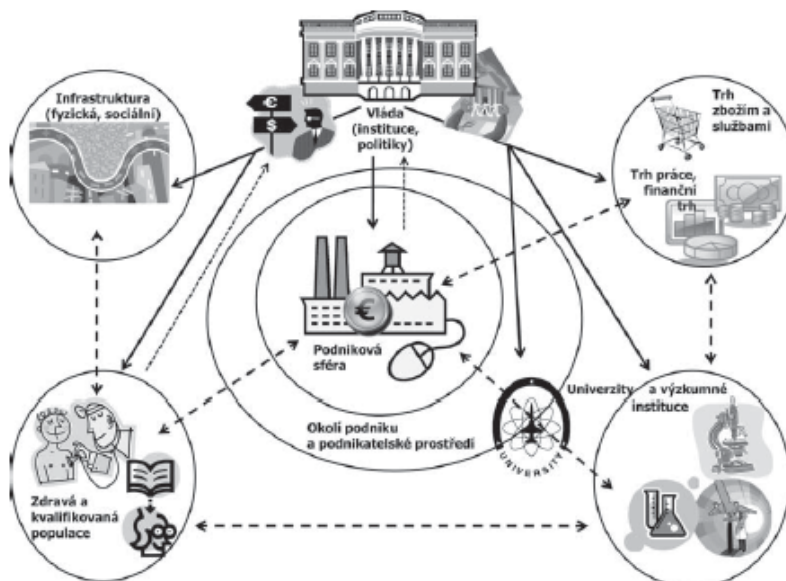 Infrastruktura
(fyzická, sociální)
€
$
Vláda
(instituce,
politiky)
Trh
zbožím a
službami
Trh práce,
finanční
trh
€
Podniková
sféra
Okolí podniku
a podnikatelské prostředí
UNIVERSITY
Univerzity a výzkumné
instituce
Zdravá a
kvalifikovaná
populace